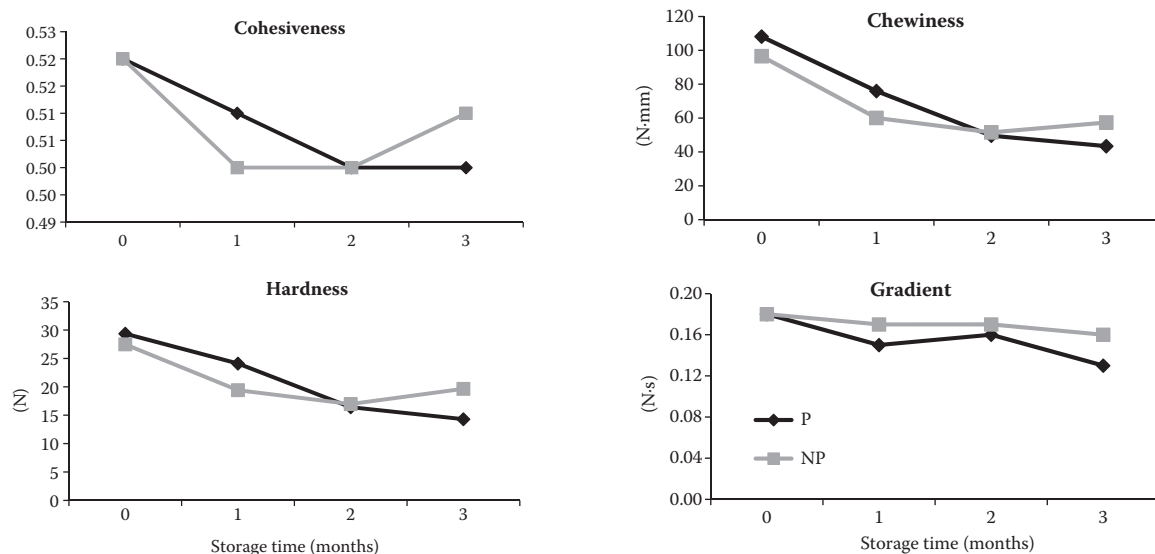 Cohesiveness
0.53
0.52
0.52
0.51
0.51
0.50
0.50
0.49
0 1 2 3
Chewiness
(N·mm)
120
100
80
60
40
20
0
0 1 2 3
Hardness
(N)
35
30
25
20
15
10
5
0
0 1 2 3
Storage time (months)
Gradient
(N·s)
0.20
0.16
0.12
0.08
0.04
0.00
P
NP
0 1 2 3
Storage time (months)